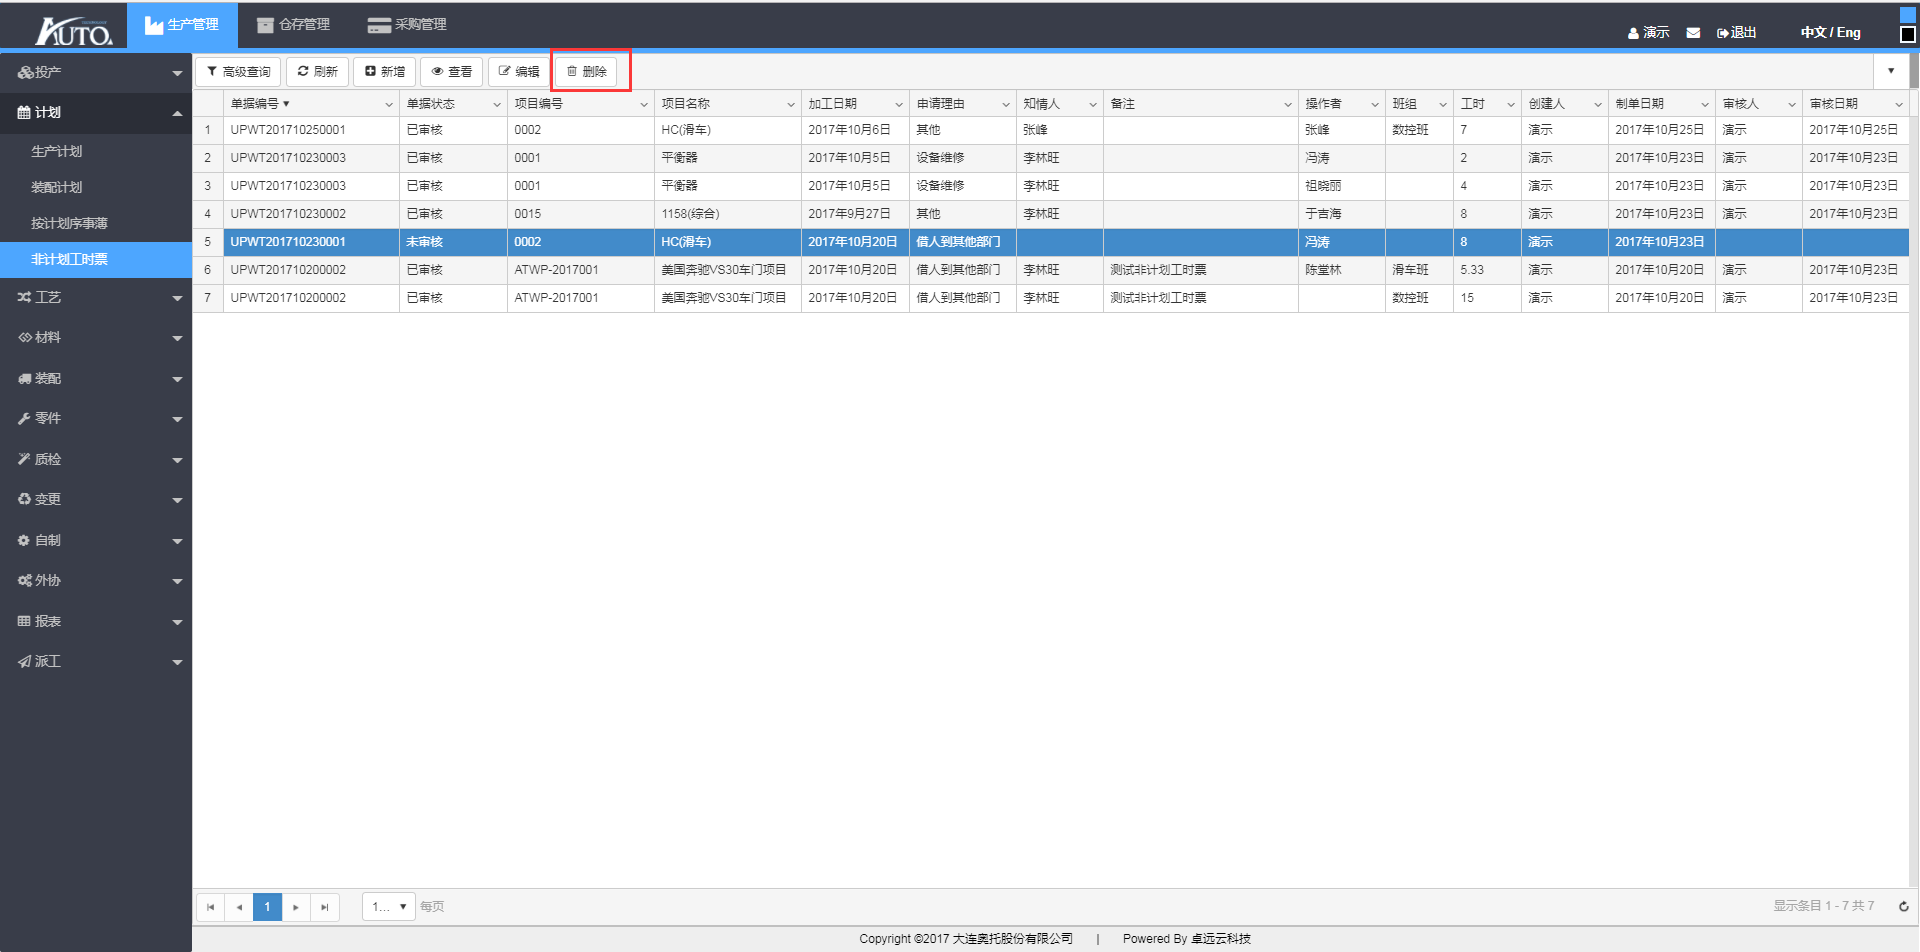 AUTO 生产管理 仓存管理 采购管理 演示 退出 中文 / Eng
投产
计划
生产计划
装配计划
按计划序事薄
非计划工时票
工艺
材料
装配
零件
质检
变更
自制
外协
报表
派工
高级查询 刷新 新增 查看 编辑 删除
单据编号 单据状态 项目编号 项目名称 加工日期 申请理由 知情人 备注 操作者 班组 工时 创建人 制单日期 审核人 审核日期
1 UPWT201710250001 已审核 0002 HC(滑车) 2017年10月6日 其他 张峰 张峰 数控班 7 演示 2017年10月25日 演示 2017年10月25日
2 UPWT201710230003 已审核 0001 平衡器 2017年10月5日 设备维修 李林旺 冯涛 2 演示 2017年10月23日 演示 2017年10月23日
3 UPWT201710230003 已审核 0001 平衡器 2017年10月5日 设备维修 李林旺 祖晓丽 4 演示 2017年10月23日 演示 2017年10月23日
4 UPWT201710230002 已审核 0015 1158(综合) 2017年9月27日 其他 李林旺 于吉海 8 演示 2017年10月23日 演示 2017年10月23日
5 UPWT201710230001 未审核 0002 HC(滑车) 2017年10月20日 借人到其他部门 冯涛 8 演示 2017年10月23日
6 UPWT201710200002 已审核 ATWP-2017001 美国奔驰VS30车门项目 2017年10月20日 借人到其他部门 李林旺 测试非计划工时票 陈堂林 滑车班 5.33 演示 2017年10月20日 演示 2017年10月23日
7 UPWT201710200002 已审核 ATWP-2017001 美国奔驰VS30车门项目 2017年10月20日 借人到其他部门 李林旺 测试非计划工时票 数控班 15 演示 2017年10月20日 演示 2017年10月23日
1 1... 每页 显示条目 1 - 7 共 7
Copyright ©2017 大连奥托股份有限公司 | Powered By 卓远云科技